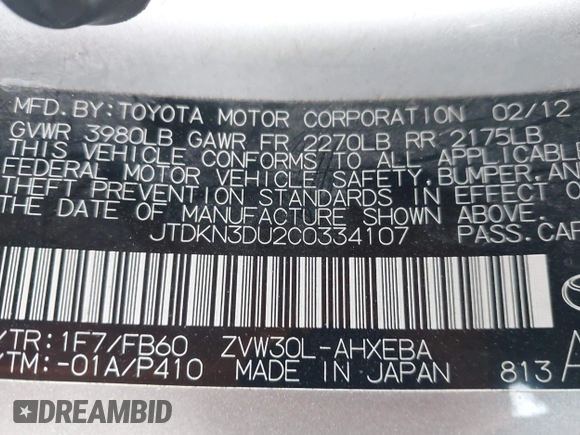 MFD.BY:TOYOTA MOTOR CORPORATION 02/12
GVWR 3980LB GAWR FR 2270LB RR 2175LB
THIS VEHICLE CONFORMS TO ALL APPLICABLE
FEDERAL MOTOR VEHICLE SAFETY,BUMPER,AND
THEFT PREVENTION STANDARDS IN EFFECT O
THE DATE OF MANUFACTURE SHOWN ABOVE.
JTDKN3DU2C0334107 PASS.CAR
/TR:1F7/FB60 ZVW30L-AHXEBA
/TM:-01A/P410 MADE IN JAPAN 813
DREAMBID